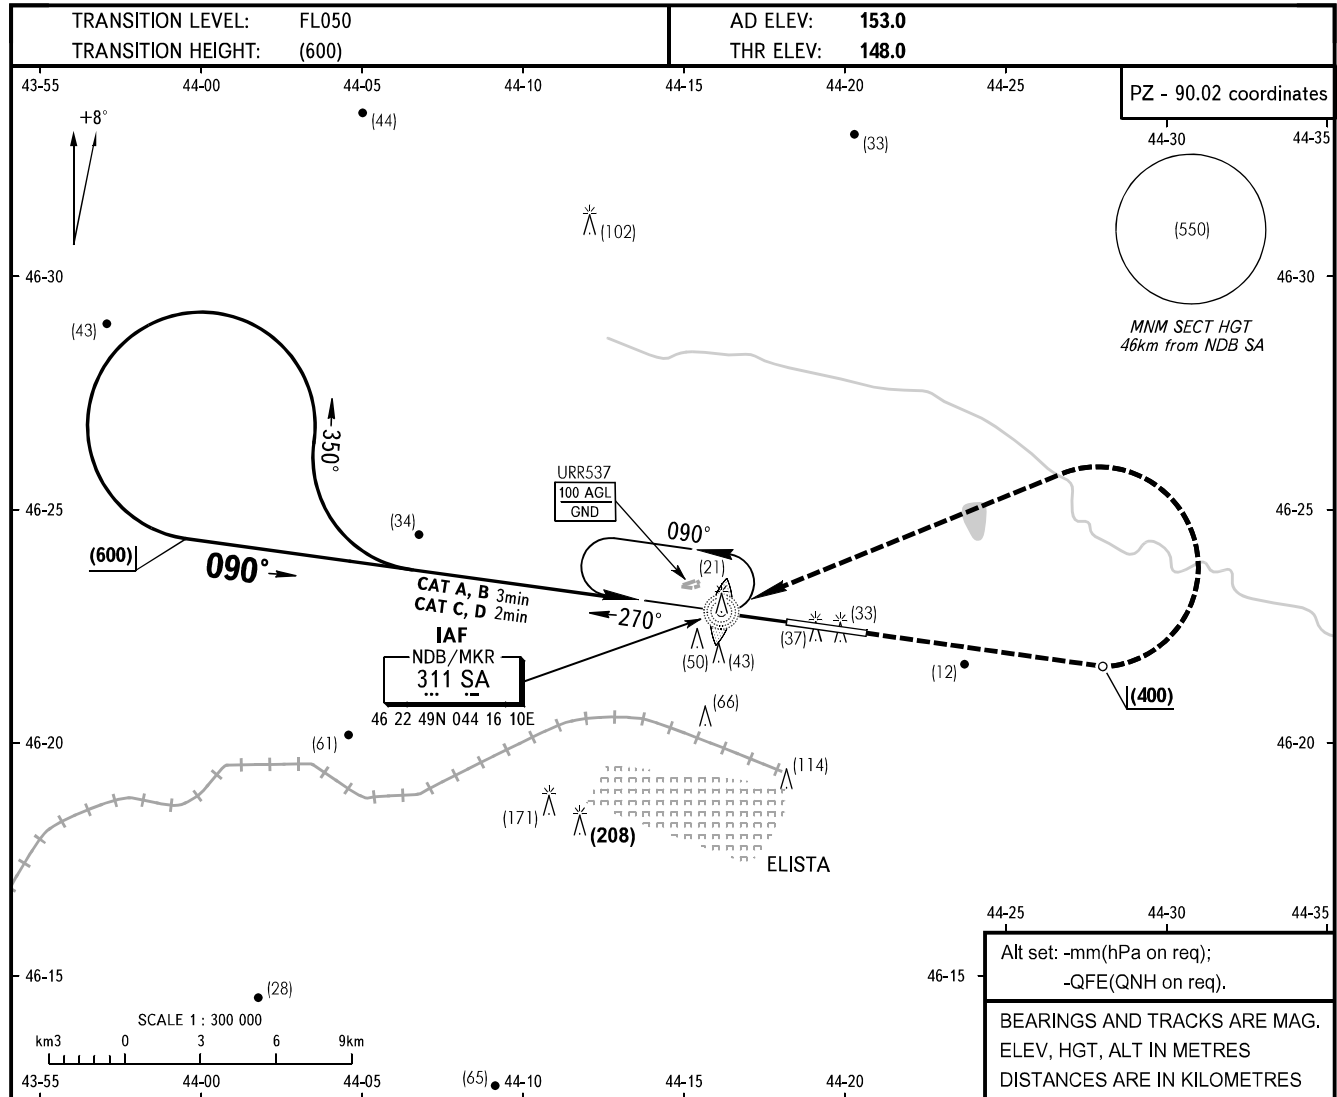 TRANSITION LEVEL: FL050
TRANSITION HEIGHT: (600)
AD ELEV: 153.0
THR ELEV: 148.0
43-55 44-00 44-05 44-10 44-15 44-20 44-25
PZ - 90.02 coordinates
44-30 44-35
+8°
(44)
(33)
(102)
(550)
46-30 46-30
MNM SECT HGT
46km from NDB SA
(43)
350°
URR537
100 AGL
GND
46-25 46-25
(34)
090°
(600)
090°
(21)
CAT A, B 3min
CAT C, D 2min
270°
(37)
(33)
IAF
NDB/MKR
311 SA
46 22 49N 044 16 10E
(50)
(43)
(12)
(400)
(66)
46-20 46-20
(61)
(114)
(171)
(208)
ELISTA
44-25 44-30 44-35
46-15 46-15
Alt set: -mm(hPa on req);
-QFE(QNH on req).
(28)
SCALE 1 : 300 000
km3 0 3 6 9km
BEARINGS AND TRACKS ARE MAG.
ELEV, HGT, ALT IN METRES
DISTANCES ARE IN KILOMETRES
(65)
43-55 44-00 44-05 44-10 44-15 44-20